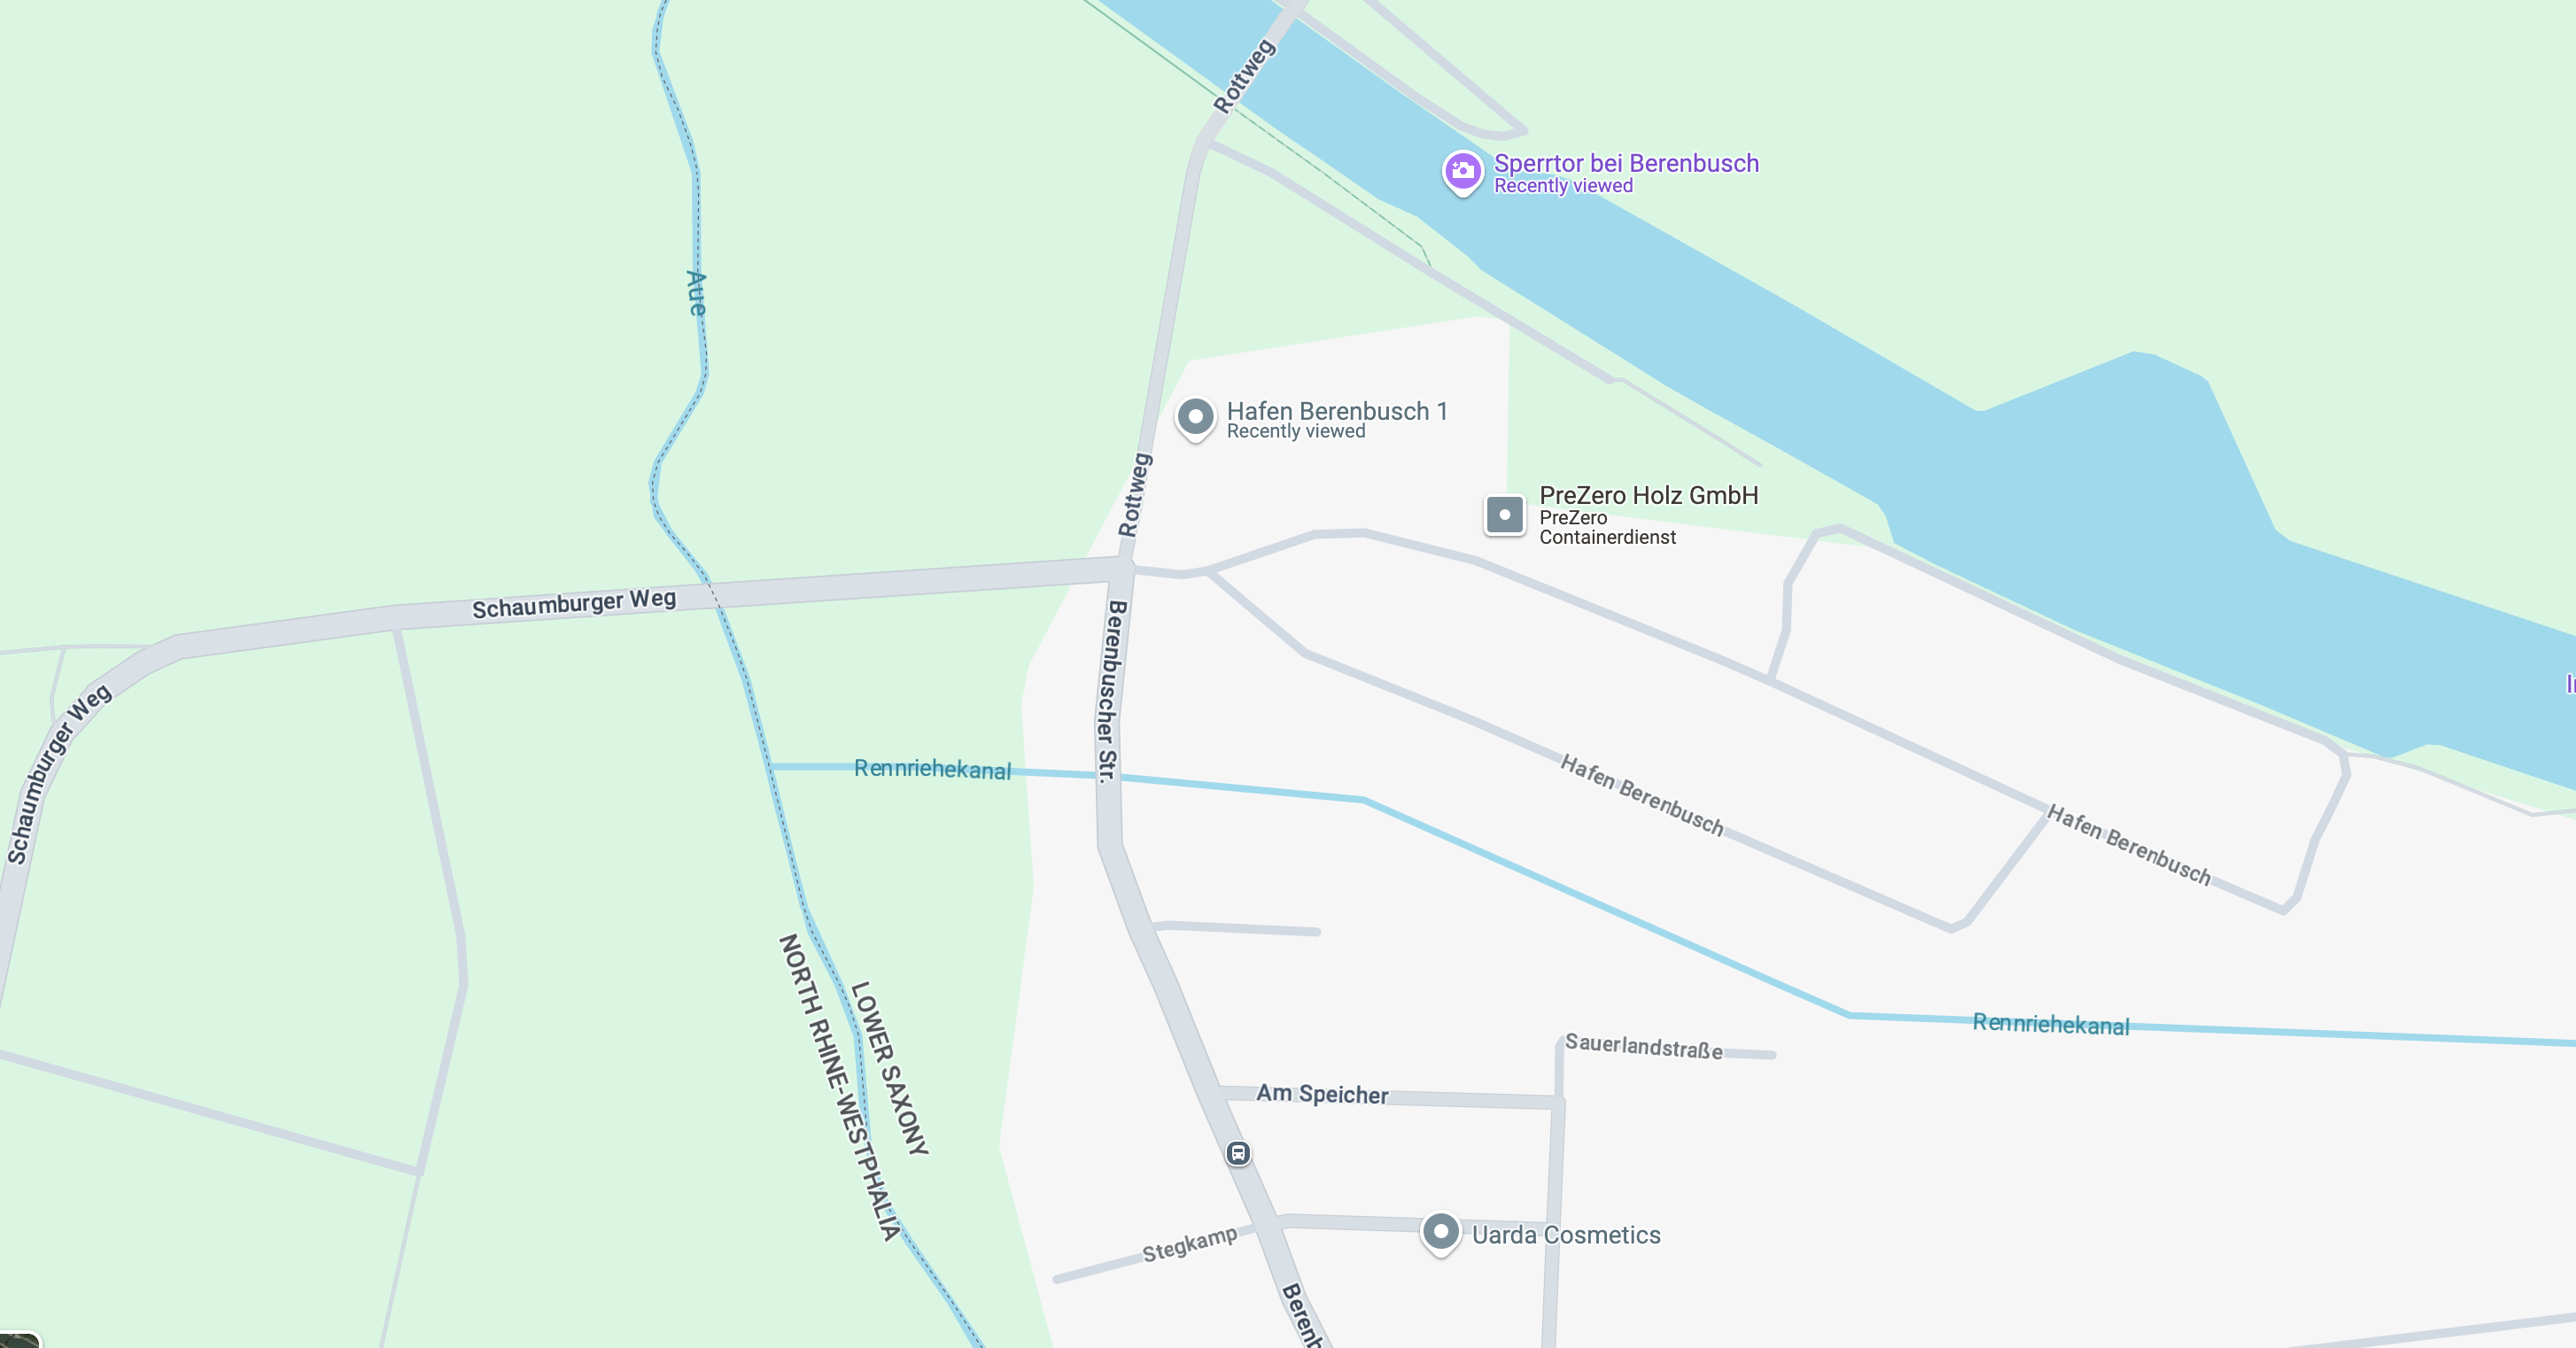 Rottweg
Sperrtor bei Berenbusch
Recently viewed
Aue
Hafen Berenbusch 1
Recently viewed
Rottweg
PreZero Holz GmbH
PreZero
Containerdienst
Schaumburger Weg
Berenbuscher Str.
Schaumburger Weg
Rennriehekanal
Hafen Berenbusch
Hafen Berenbusch
NORTH RHINE-WESTPHALIA
LOWER SAXONY
Rennriehekanal
Sauerlandstraße
Am Speicher
Stegkamp
Uarda Cosmetics
Berenb